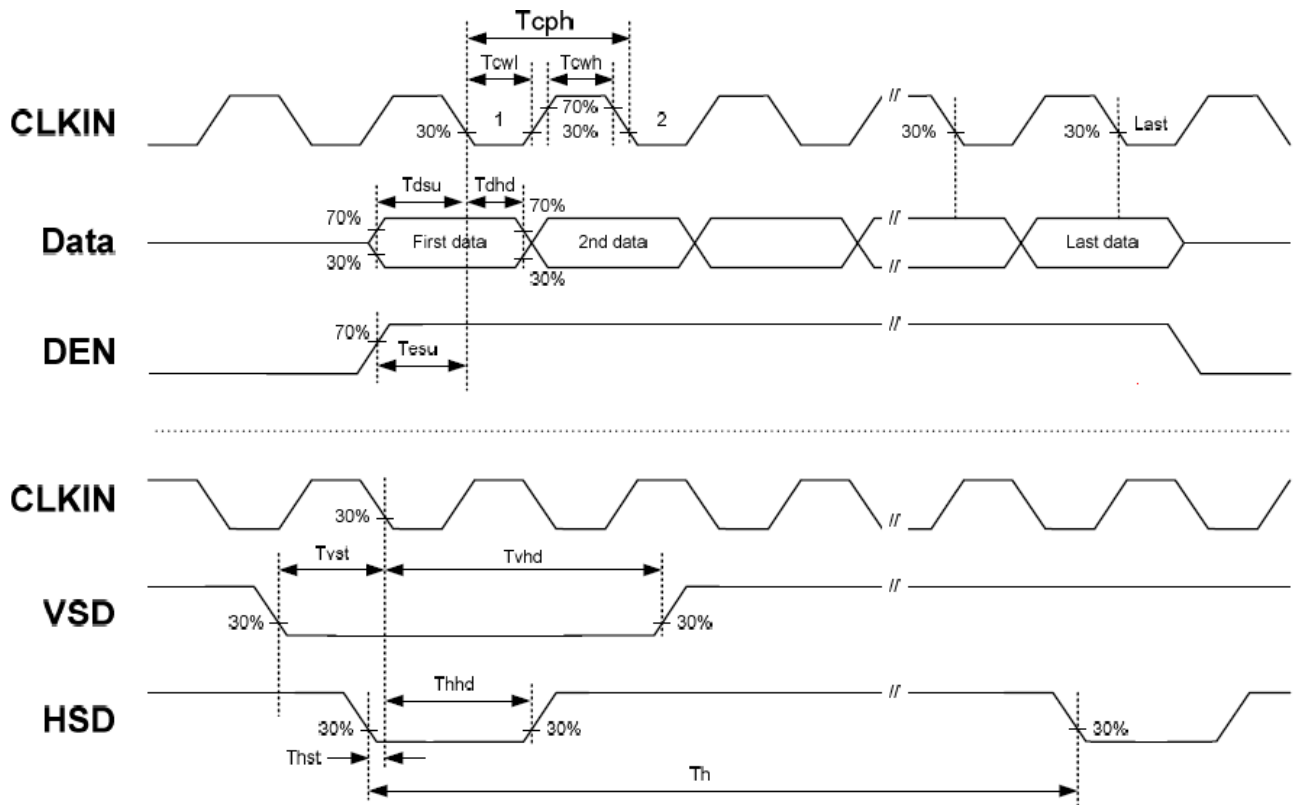 Tcph
Tcwl Tcwh
CLKIN 30% 1 70% 30% 2 // 30% 30% Last
Tdsu Tdhd
70% 70%
Data First data 2nd data // Last data
30% 30%
DEN 70% //
Tesu
CLKIN 30% //
Tvst Tvhd
VSD 30% 30% //
Thhd
HSD 30% 30% // 30%
Thst
Th